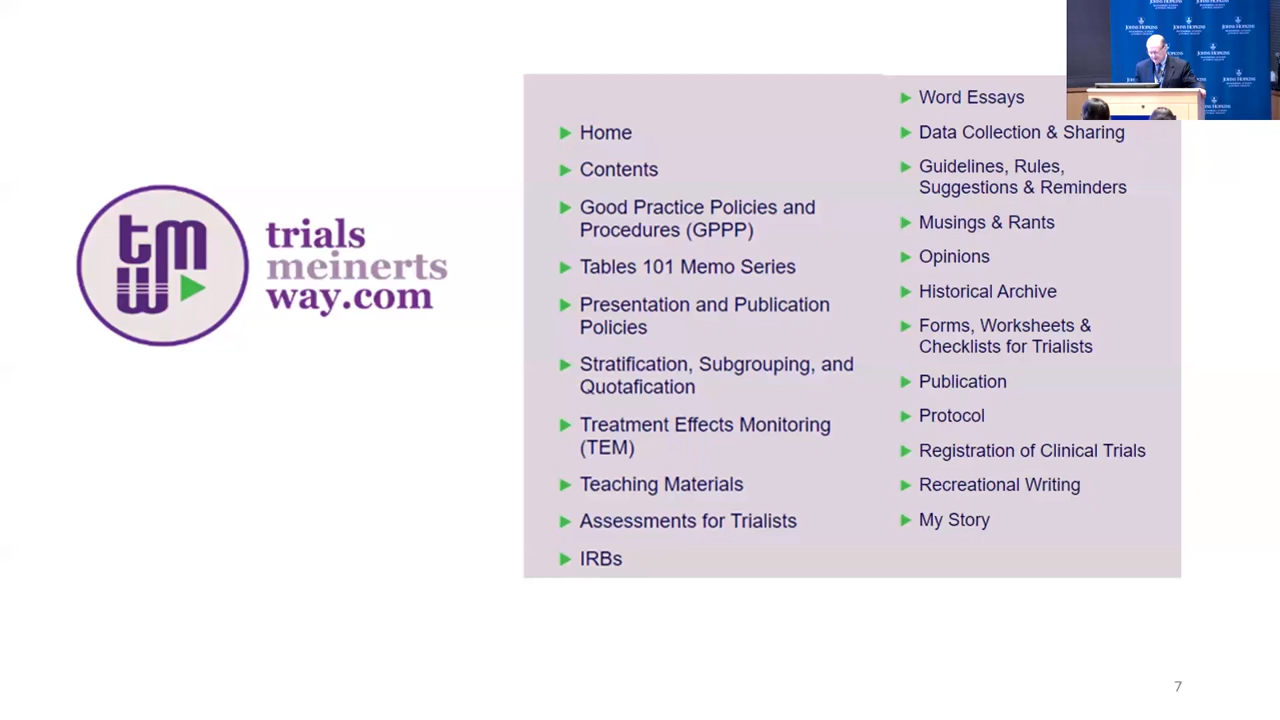 tmw
trials
meinerts
way.com
Home
Contents
Good Practice Policies and
Procedures (GPPP)
Tables 101 Memo Series
Presentation and Publication
Policies
Stratification, Subgrouping, and
Quotafication
Treatment Effects Monitoring
(TEM)
Teaching Materials
Assessments for Trialists
IRBs
Word Essays
Data Collection & Sharing
Guidelines, Rules,
Suggestions & Reminders
Musings & Rants
Opinions
Historical Archive
Forms, Worksheets &
Checklists for Trialists
Publication
Protocol
Registration of Clinical Trials
Recreational Writing
My Story
JOHNS HOPKINS
7